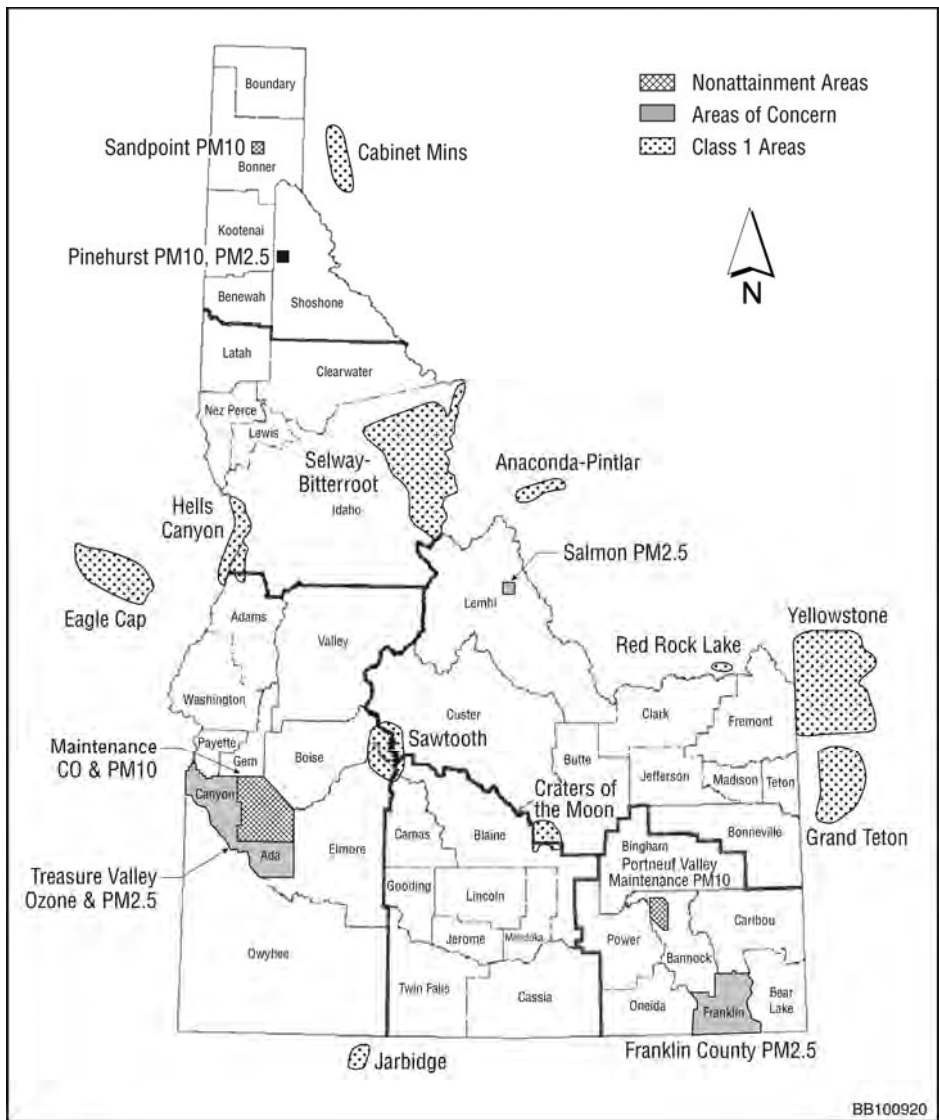 Boundary
Nonattainment Areas
Areas of Concern
Class 1 Areas
Sandpoint PM10
Bonner
Cabinet Mins
Kootenai
Pinehurst PM10, PM2.5
N
Benewah
Shoshone
Latah
Clearwater
Nez Perce
Lewis
Selway-
Bitterroot
Idaho
Anaconda-Pintlar
Hells
Canyon
Salmon PM2.5
Lemhi
Eagle Cap
Adams
Valley
Yellowstone
Red Rock Lake
Washington
Custer
Clark
Fremont
Sawtooth
Maintenance
CO & PM10
Payette
Gem
Boise
Butte
Jefferson
Madison
Teton
Canyon
Craters
of the Moon
Grand Teton
Camas
Blaine
Bonneville
Ada
Elmore
Bingham
Treasure Valley
Ozone & PM2.5
Portneuf Valley
Maintenance PM10
Gooding
Lincoln
Caribou
Jerome
Minidoka
Power
Bannock
Owyhee
Twin Falls
Cassia
Oneida
Franklin
Bear
Lake
Jarbidge
Franklin County PM2.5
BB100920